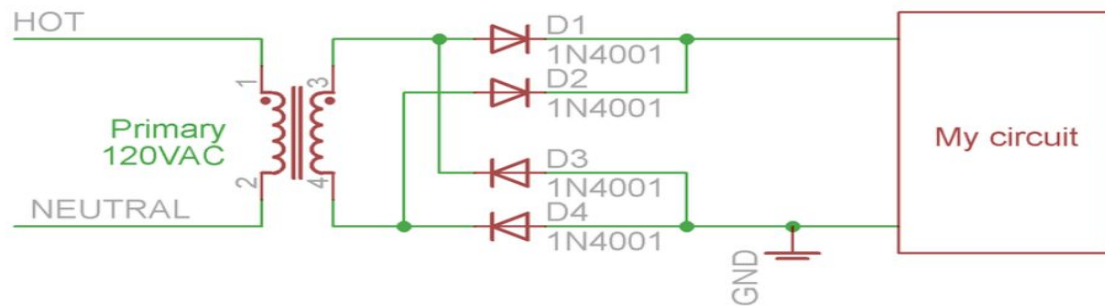 HOT
D1
1N4001
D2
1N4001
1
3
Primary
120VAC
My circuit
D3
1N4001
2
4
NEUTRAL
D4
1N4001
GND